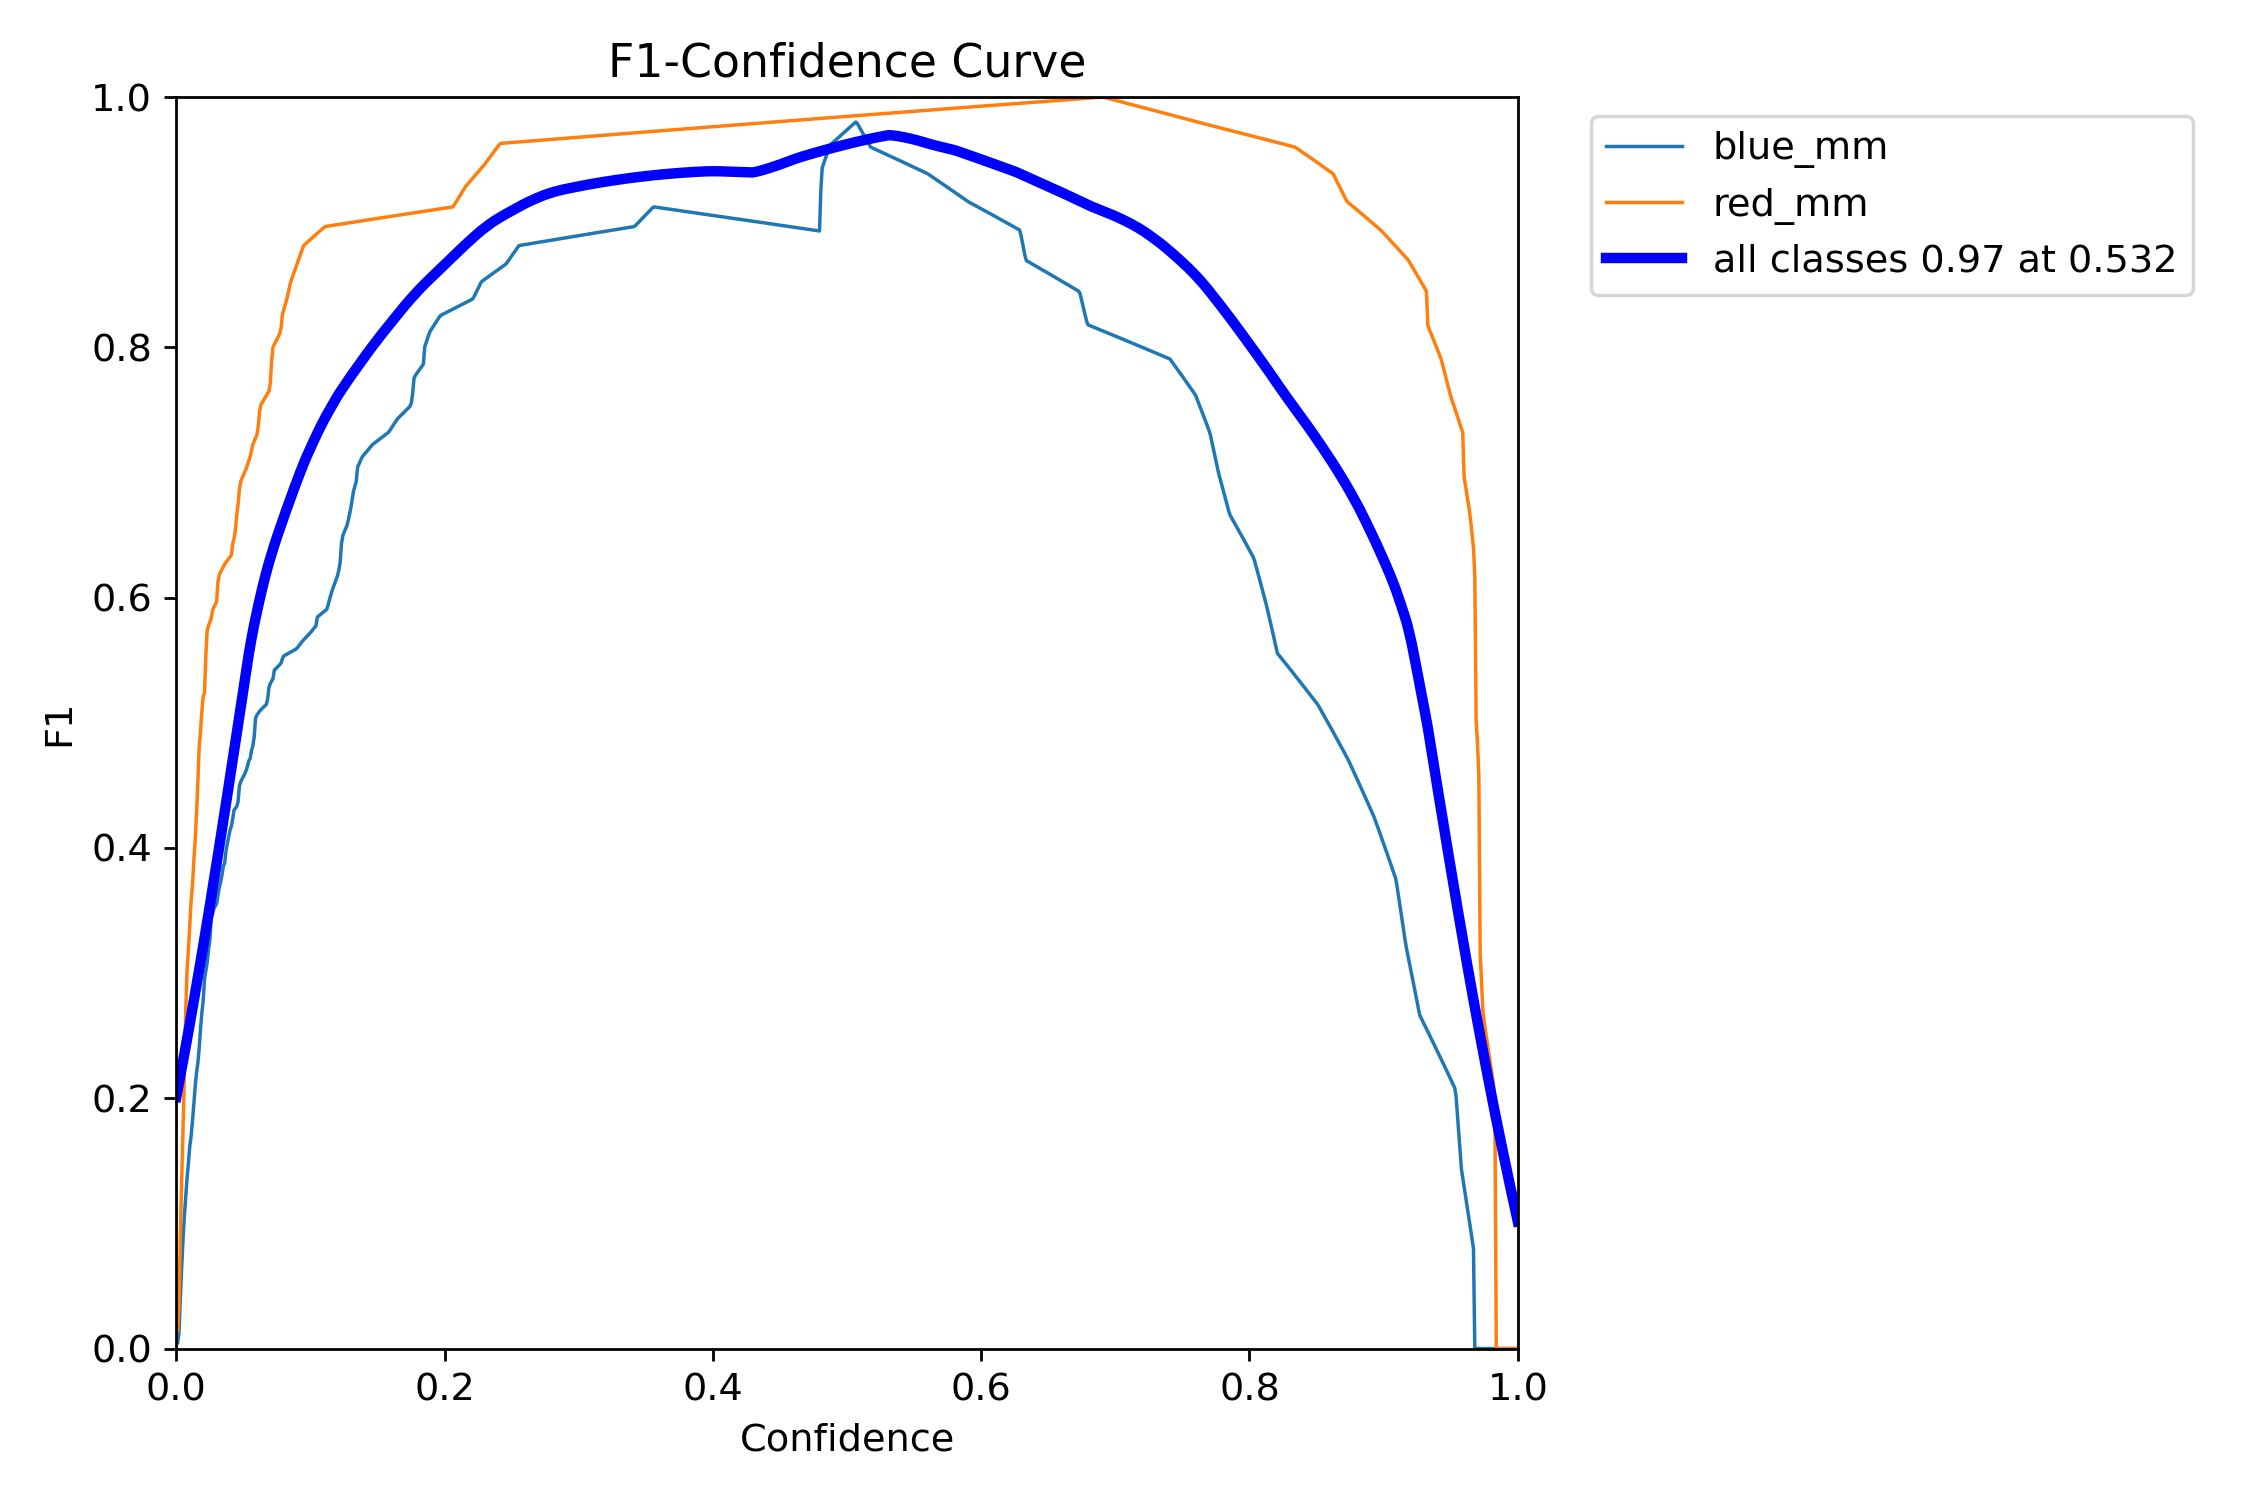 F1-Confidence Curve
1.0
0.8
0.6
0.4
0.2
0.0
F1
0.0 0.2 0.4 0.6 0.8 1.0
Confidence
blue_mm
red_mm
all classes 0.97 at 0.532